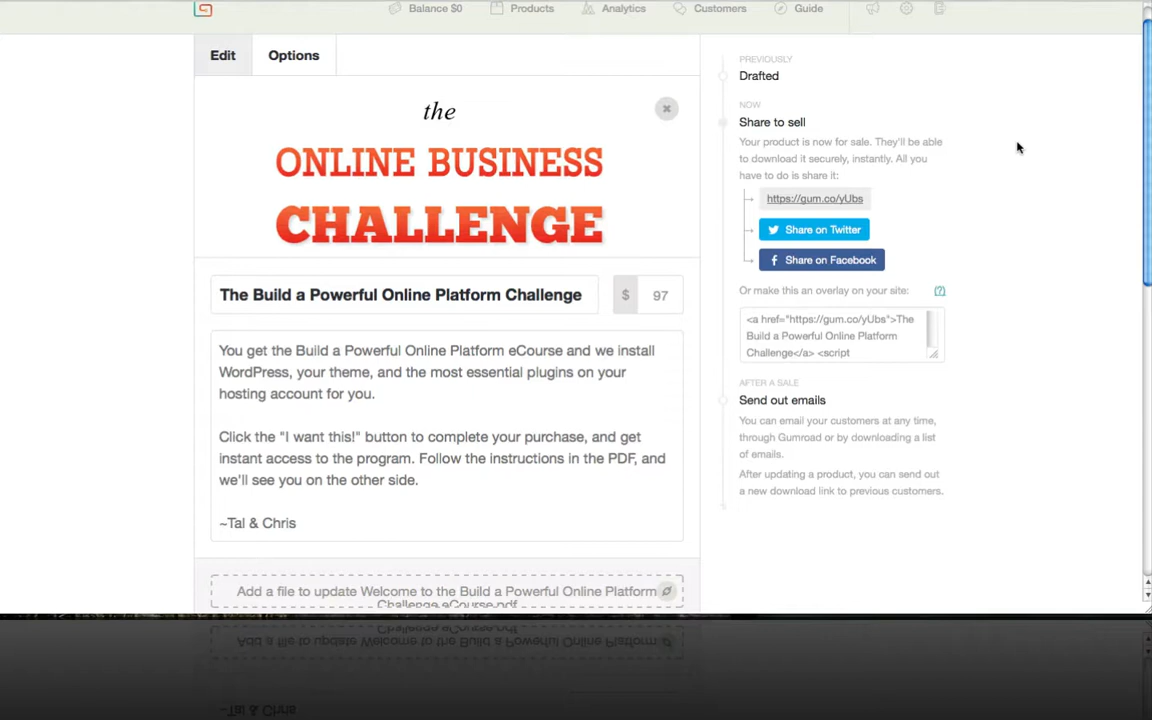 Balance $0 Products Analytics Customers Guide
Edit Options
the
ONLINE BUSINESS
CHALLENGE
The Build a Powerful Online Platform Challenge $ 97
You get the Build a Powerful Online Platform eCourse and we install
WordPress, your theme, and the most essential plugins on your
hosting account for you.
Click the "I want this!" button to complete your purchase, and get
instant access to the program. Follow the instructions in the PDF, and
we'll see you on the other side.
~Tal & Chris
Add a file to update Welcome to the Build a Powerful Online Platform
Challenge eCourse.pdf
PREVIOUSLY
Drafted
NOW
Share to sell
Your product is now for sale. They'll be able
to download it securely, instantly. All you
have to do is share it:
https://gum.co/yUbs
Share on Twitter
Share on Facebook
Or make this an overlay on your site: [?]
<a href="https://gum.co/yUbs">The
Build a Powerful Online Platform
Challenge</a> <script
AFTER A SALE
Send out emails
You can email your customers at any time,
through Gumroad or by downloading a list
of emails.
After updating a product, you can send out
a new download link to previous customers.